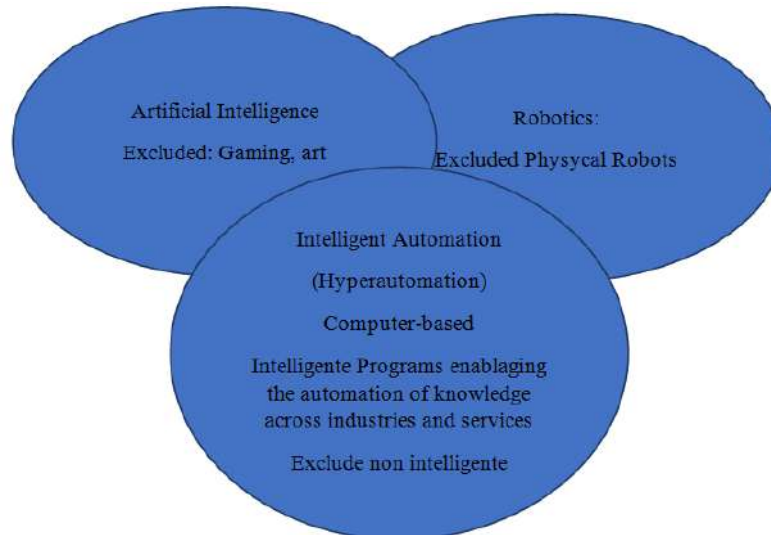 Artificial Intelligence
Excluded: Gaming, art
Robotics:
Excluded Physycal Robots
Intelligent Automation
(Hyperautomation)
Computer-based
Intelligente Programs enablaging
the automation of knowledge
across industries and services
Exclude non intelligente